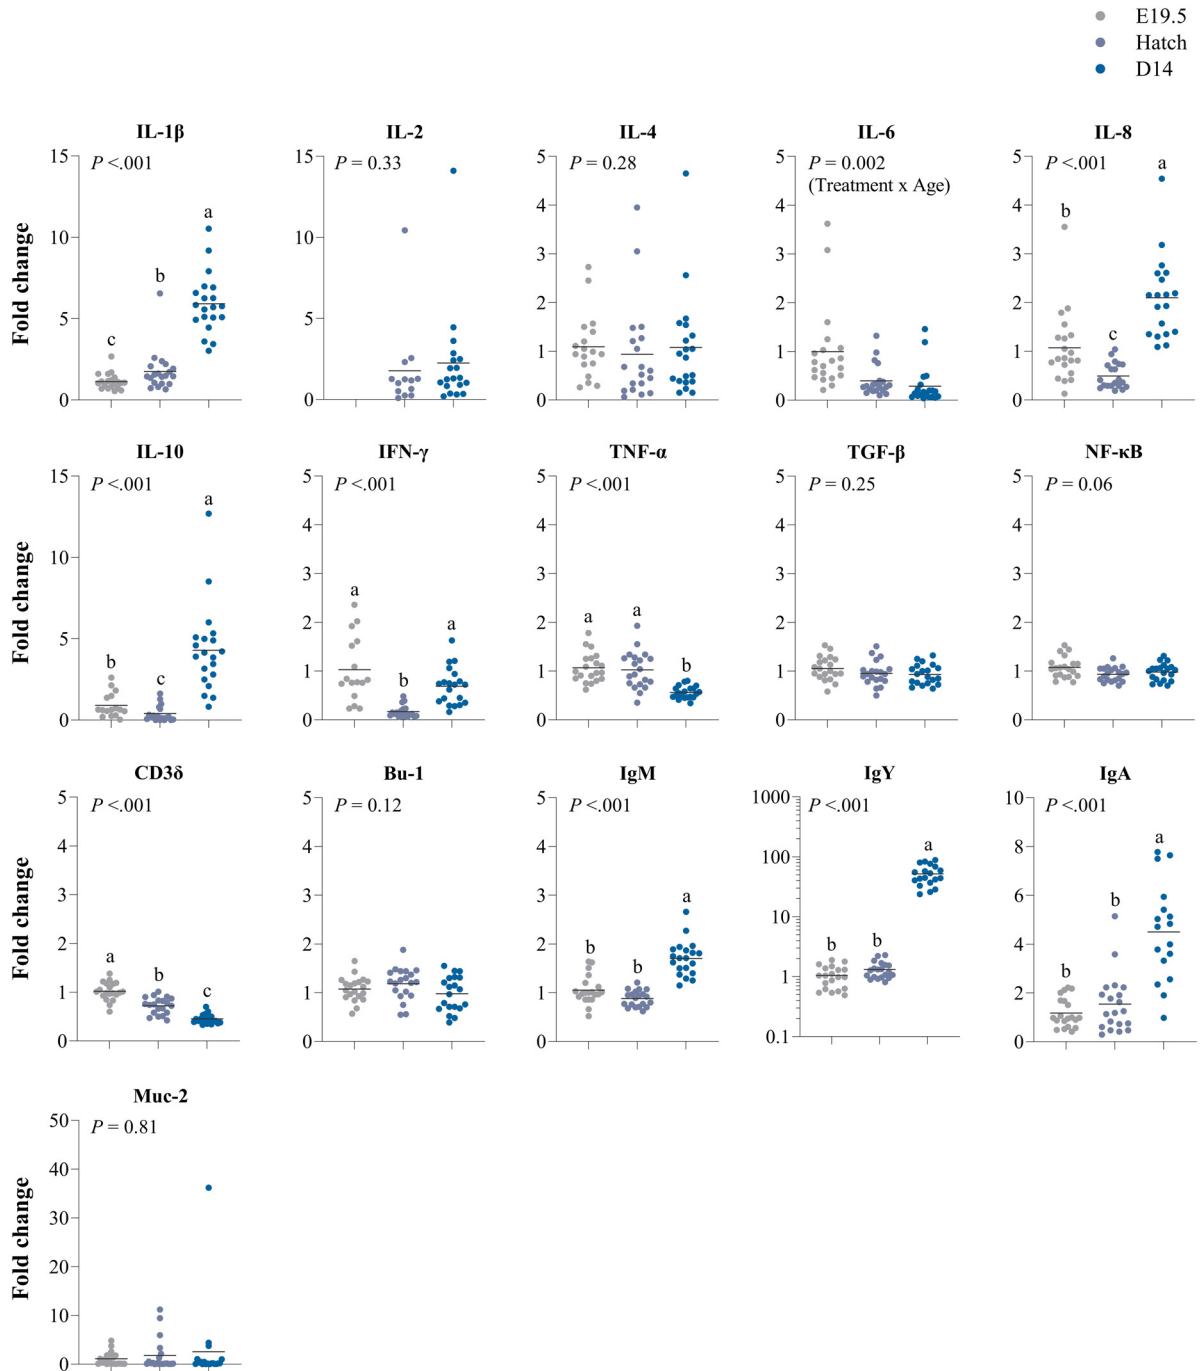 E19.5
Hatch
D14
IL-1β
IL-2
IL-4
IL-6
IL-8
Fold change
15
10
5
0
P <.001
c
b
a
15
10
5
0
P = 0.33
5
4
3
2
1
0
P = 0.28
5
4
3
2
1
0
P = 0.002
(Treatment x Age)
5
4
3
2
1
0
P <.001
b
c
a
IL-10
IFN-γ
TNF-α
TGF-β
NF-κB
Fold change
15
10
5
0
P <.001
b
c
a
5
4
3
2
1
0
P <.001
a
b
a
5
4
3
2
1
0
P <.001
a
a
b
5
4
3
2
1
0
P = 0.25
5
4
3
2
1
0
P = 0.06
CD3δ
Bu-1
IgM
IgY
IgA
Fold change
5
4
3
2
1
0
P <.001
a
b
c
5
4
3
2
1
0
P = 0.12
5
4
3
2
1
0
P <.001
b
b
a
1000
100
10
1
0.1
P <.001
b
b
a
10
8
6
4
2
0
P <.001
b
b
a
Muc-2
Fold change
50
40
30
20
10
0
P = 0.81